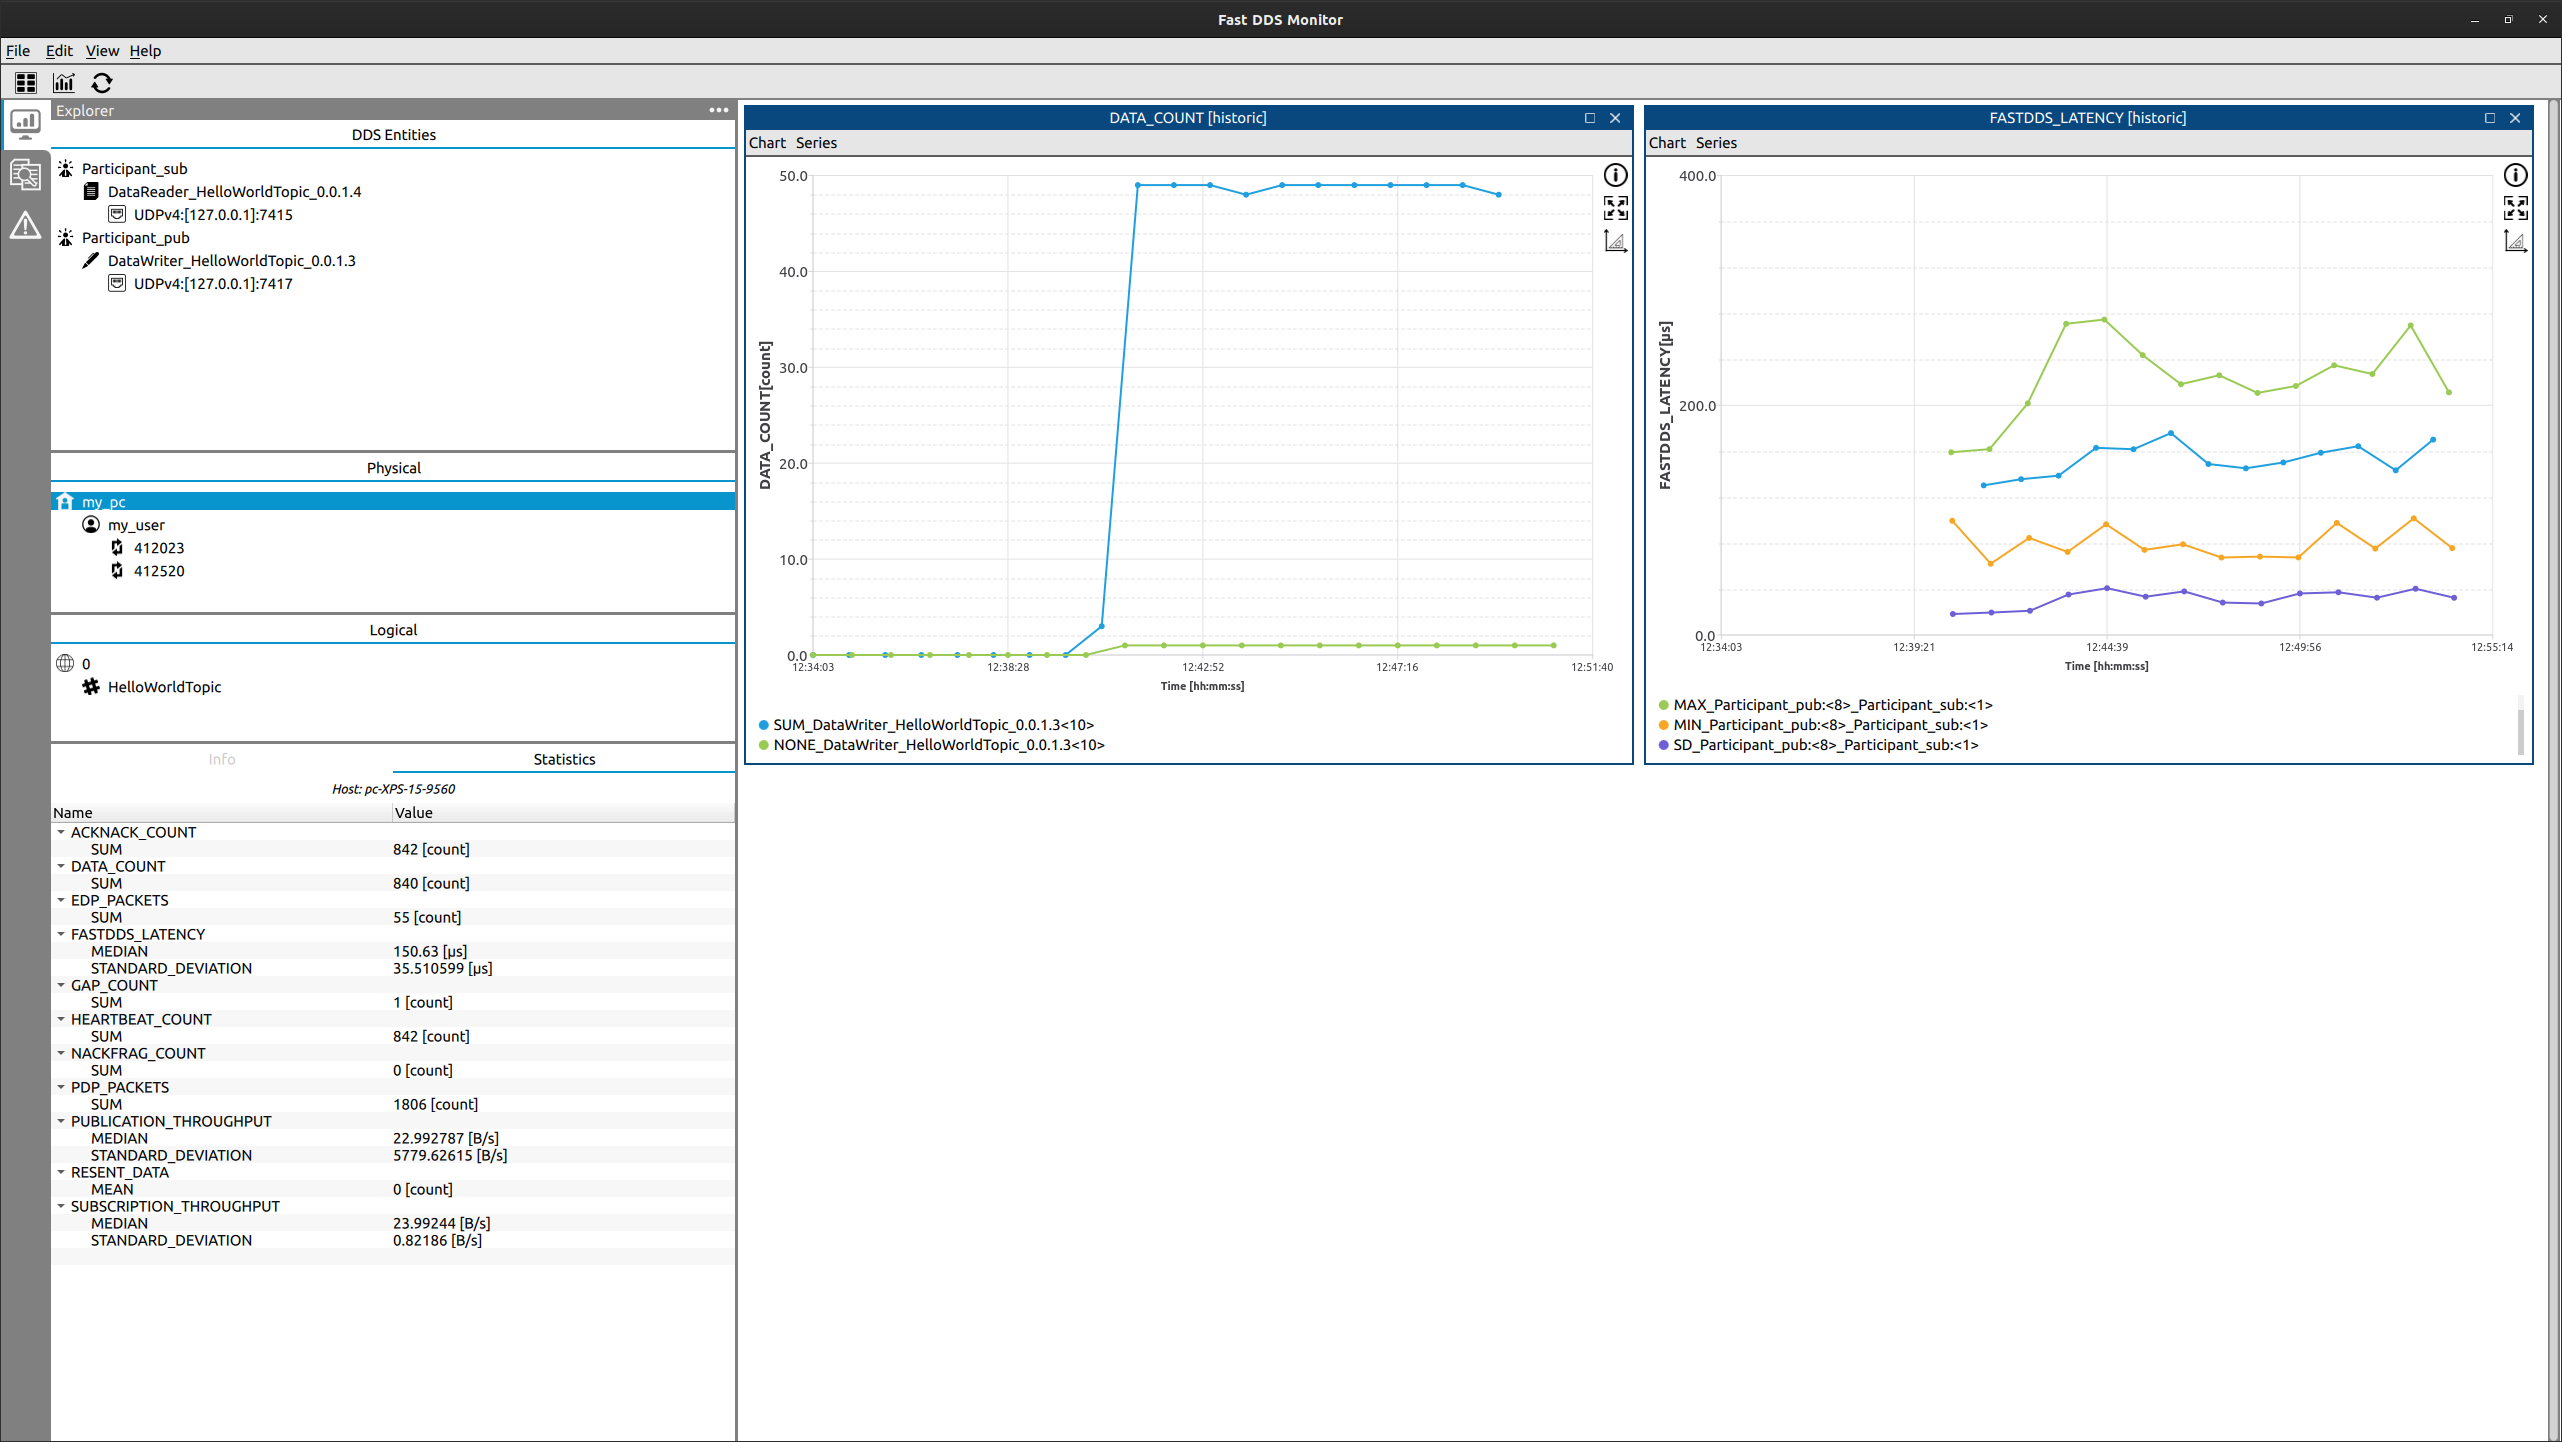 Fast DDS Monitor
File Edit View Help
Explorer
DDS Entities
Participant_sub
DataReader_HelloWorldTopic_0.0.1.4
UDPv4:[127.0.0.1]:7415
Participant_pub
DataWriter_HelloWorldTopic_0.0.1.3
UDPv4:[127.0.0.1]:7417
Physical
my_pc
my_user
412023
412520
Logical
0
HelloWorldTopic
Info Statistics
Host: pc-XPS-15-9560
Name Value
ACKNACK_COUNT
SUM 842 [count]
DATA_COUNT
SUM 840 [count]
EDP_PACKETS
SUM 55 [count]
FASTDDS_LATENCY
MEDIAN 150.63 [µs]
STANDARD_DEVIATION 35.510599 [µs]
GAP_COUNT
SUM 1 [count]
HEARTBEAT_COUNT
SUM 842 [count]
NACKFRAG_COUNT
SUM 0 [count]
PDP_PACKETS
SUM 1806 [count]
PUBLICATION_THROUGHPUT
MEDIAN 22.992787 [B/s]
STANDARD_DEVIATION 5779.62615 [B/s]
RESENT_DATA
MEAN 0 [count]
SUBSCRIPTION_THROUGHPUT
MEDIAN 23.99244 [B/s]
STANDARD_DEVIATION 0.82186 [B/s]
DATA_COUNT [historic]
Chart Series
DATA_COUNT[count]
50.0
40.0
30.0
20.0
10.0
0.0
12:34:03 12:38:28 12:42:52 12:47:16 12:51:40
Time [hh:mm:ss]
SUM_DataWriter_HelloWorldTopic_0.0.1.3<10>
NONE_DataWriter_HelloWorldTopic_0.0.1.3<10>
FASTDDS_LATENCY [historic]
Chart Series
FASTDDS_LATENCY[µs]
400.0
200.0
0.0
12:34:03 12:39:21 12:44:39 12:49:56 12:55:14
Time [hh:mm:ss]
MAX_Participant_pub:<8>_Participant_sub:<1>
MIN_Participant_pub:<8>_Participant_sub:<1>
SD_Participant_pub:<8>_Participant_sub:<1>